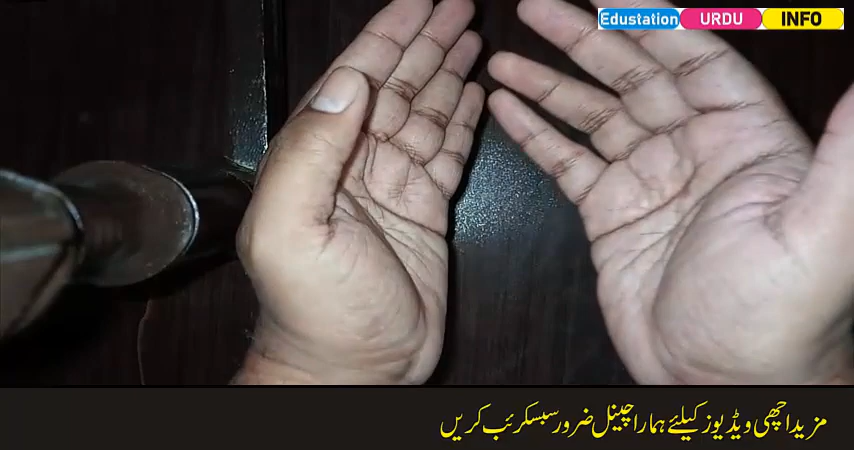 Edustation URDU INFO
مزید اچھی ویڈیوز کیلئے ہمارا چینل ضرور سبسکرائب کریں